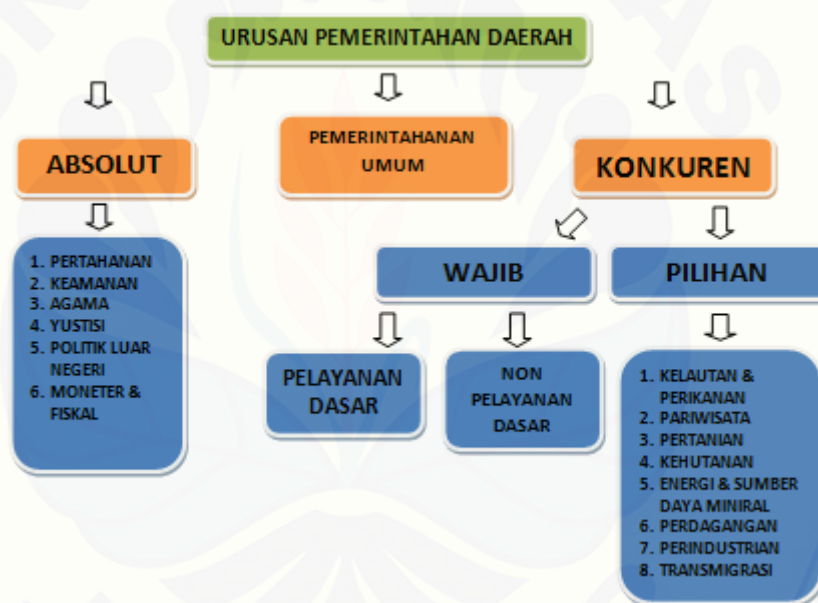 URUSAN PEMERINTAHAN DAERAH
ABSOLUT
PEMERINTAHANAN
UMUM
KONKUREN
1. PERTAHANAN
2. KEAMANAN
3. AGAMA
4. YUSTISI
5. POLITIK LUAR
NEGERI
6. MONETER &
FISKAL
WAJIB
PILIHAN
PELAYANAN
DASAR
NON
PELAYANAN
DASAR
1. KELAUTAN &
PERIKANAN
2. PARIWISATA
3. PERTANIAN
4. KEHUTANAN
5. ENERGI & SUMBER
DAYA MINIRAL
6. PERDAGANGAN
7. PERINDUSTRIAN
8. TRANSMIGRASI